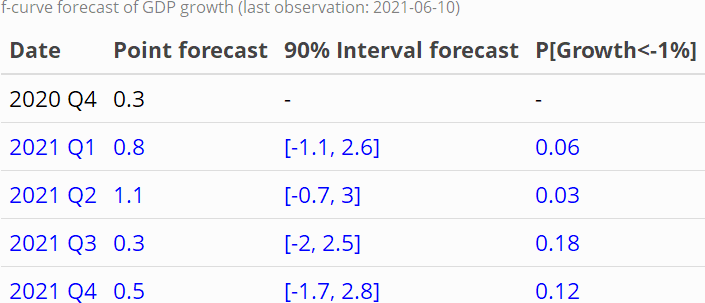 f-curve forecast of GDP growth (last observation: 2021-06-10)
Date Point forecast 90% Interval forecast P[Growth<-1%]
2020 Q4 0.3 - -
2021 Q1 0.8 [-1.1, 2.6] 0.06
2021 Q2 1.1 [-0.7, 3] 0.03
2021 Q3 0.3 [-2, 2.5] 0.18
2021 Q4 0.5 [-1.7, 2.8] 0.12